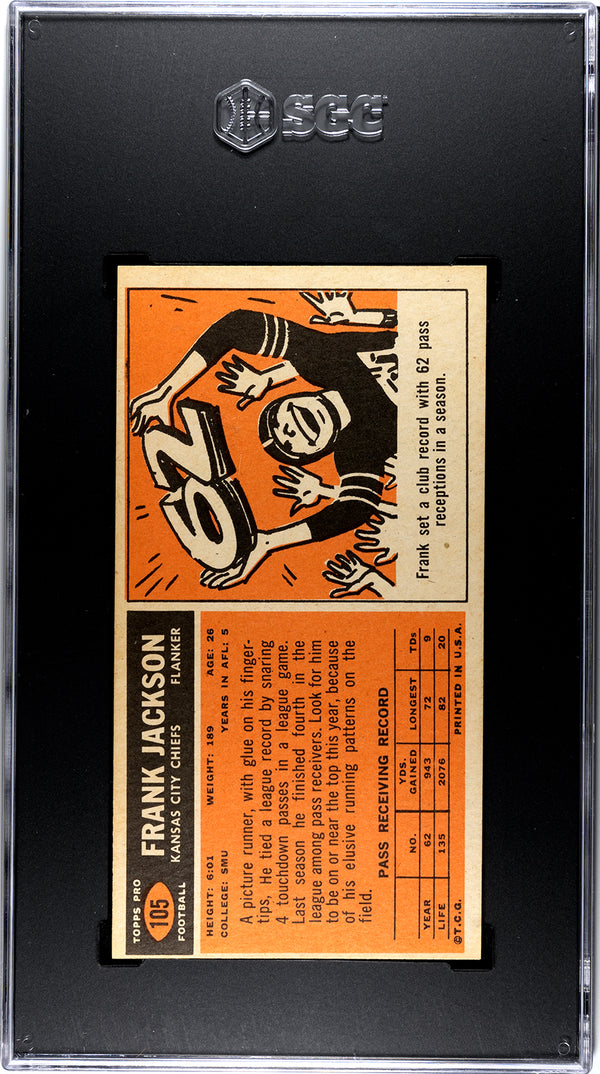 SGC
TOPPS PRO
105
FOOTBALL
FRANK JACKSON
KANSAS CITY CHIEFS FLANKER
HEIGHT: 6:01 WEIGHT: 189 AGE: 26
COLLEGE: SMU YEARS IN AFL: 5
A picture runner, with glue on his finger-
tips, He tied a league record by snaring
4 touchdown passes in a league game.
Last season he finished fourth in the
league among pass receivers. Look for him
to be on or near the top this year, because
of his elusive running patterns on the
field.
PASS RECEIVING RECORD
NO. YDS. GAINED LONGEST TDs
YEAR 62 943 72 9
LIFE 135 2076 82 20
©T.C.G. PRINTED IN U.S.A.
62
Frank set a club record with 62 pass
receptions in a season.